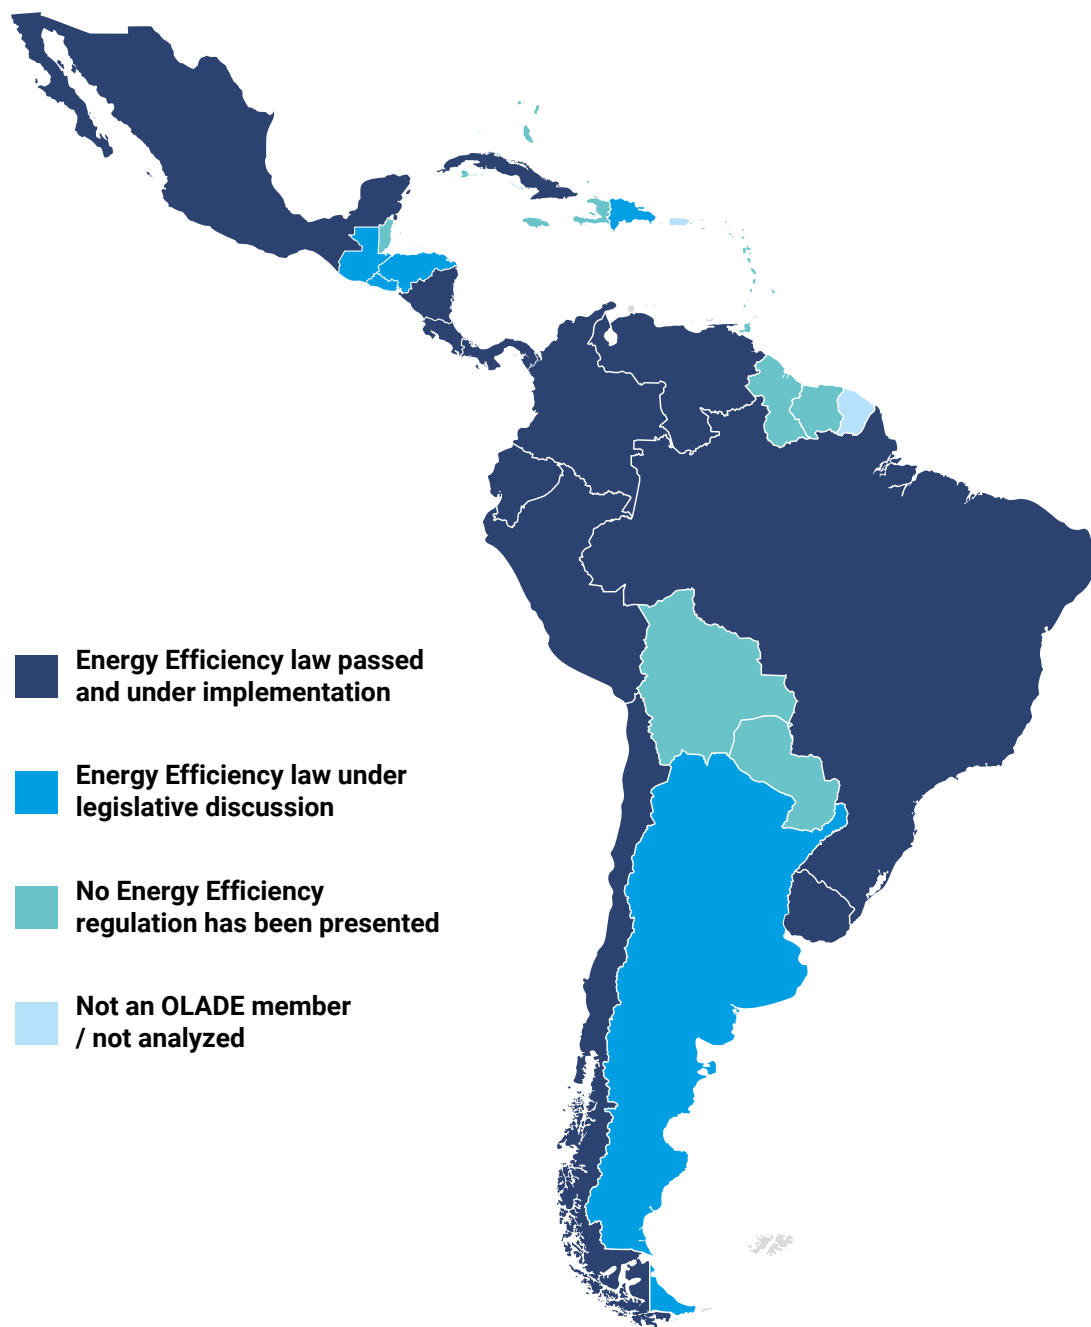 Energy Efficiency law passed
and under implementation
Energy Efficiency law under
legislative discussion
No Energy Efficiency
regulation has been presented
Not an OLADE member
/ not analyzed